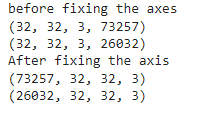 before fixing the axes
(32, 32, 3, 73257)
(32, 32, 3, 26032)
After fixing the axis
(73257, 32, 32, 3)
(26032, 32, 32, 3)